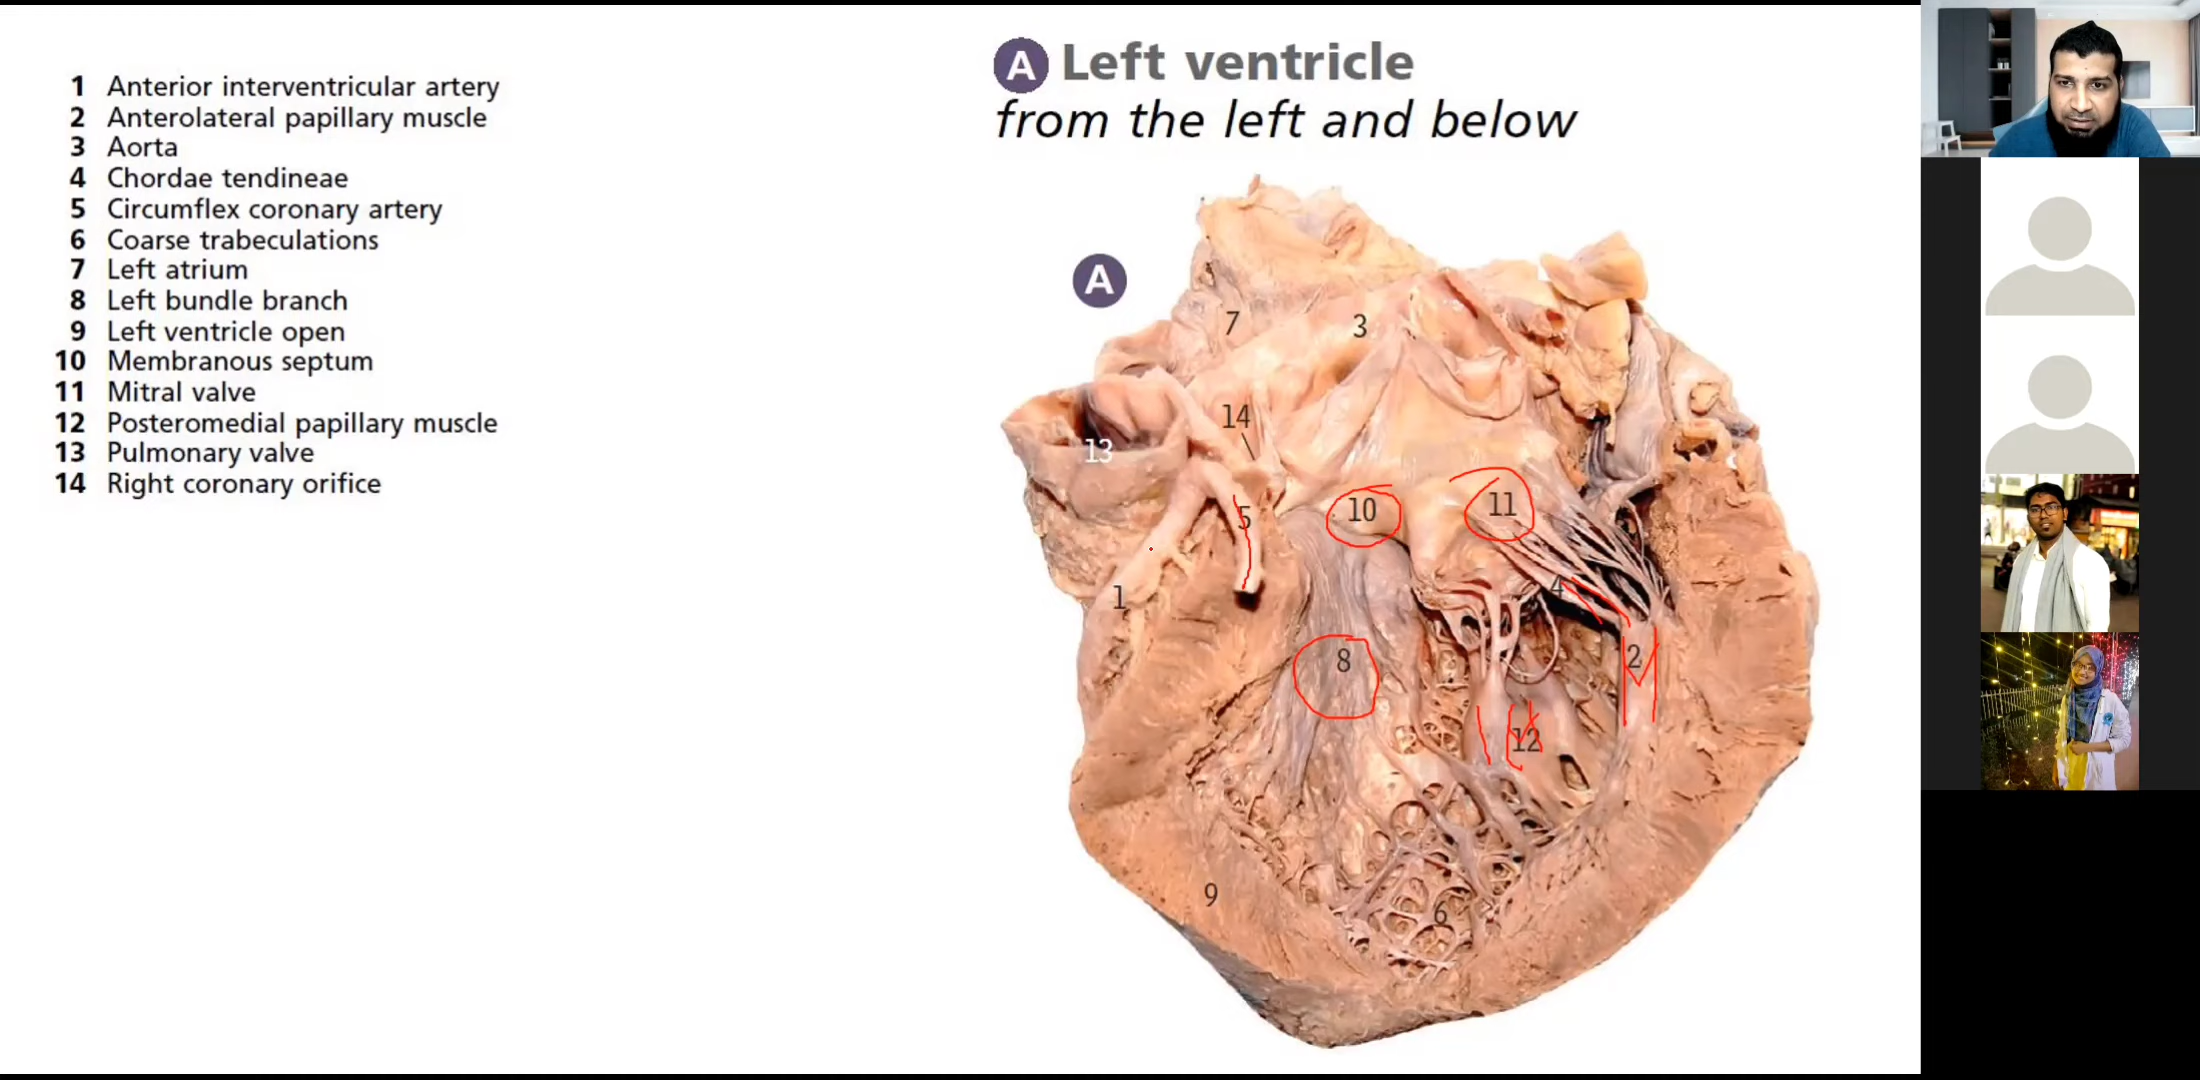 A Left ventricle
from the left and below
1 Anterior interventricular artery
2 Anterolateral papillary muscle
3 Aorta
4 Chordae tendineae
5 Circumflex coronary artery
6 Coarse trabeculations
7 Left atrium
8 Left bundle branch
9 Left ventricle open
10 Membranous septum
11 Mitral valve
12 Posteromedial papillary muscle
13 Pulmonary valve
14 Right coronary orifice
A
7
3
14
13
10
11
5
4
1
8
2
12
9
6